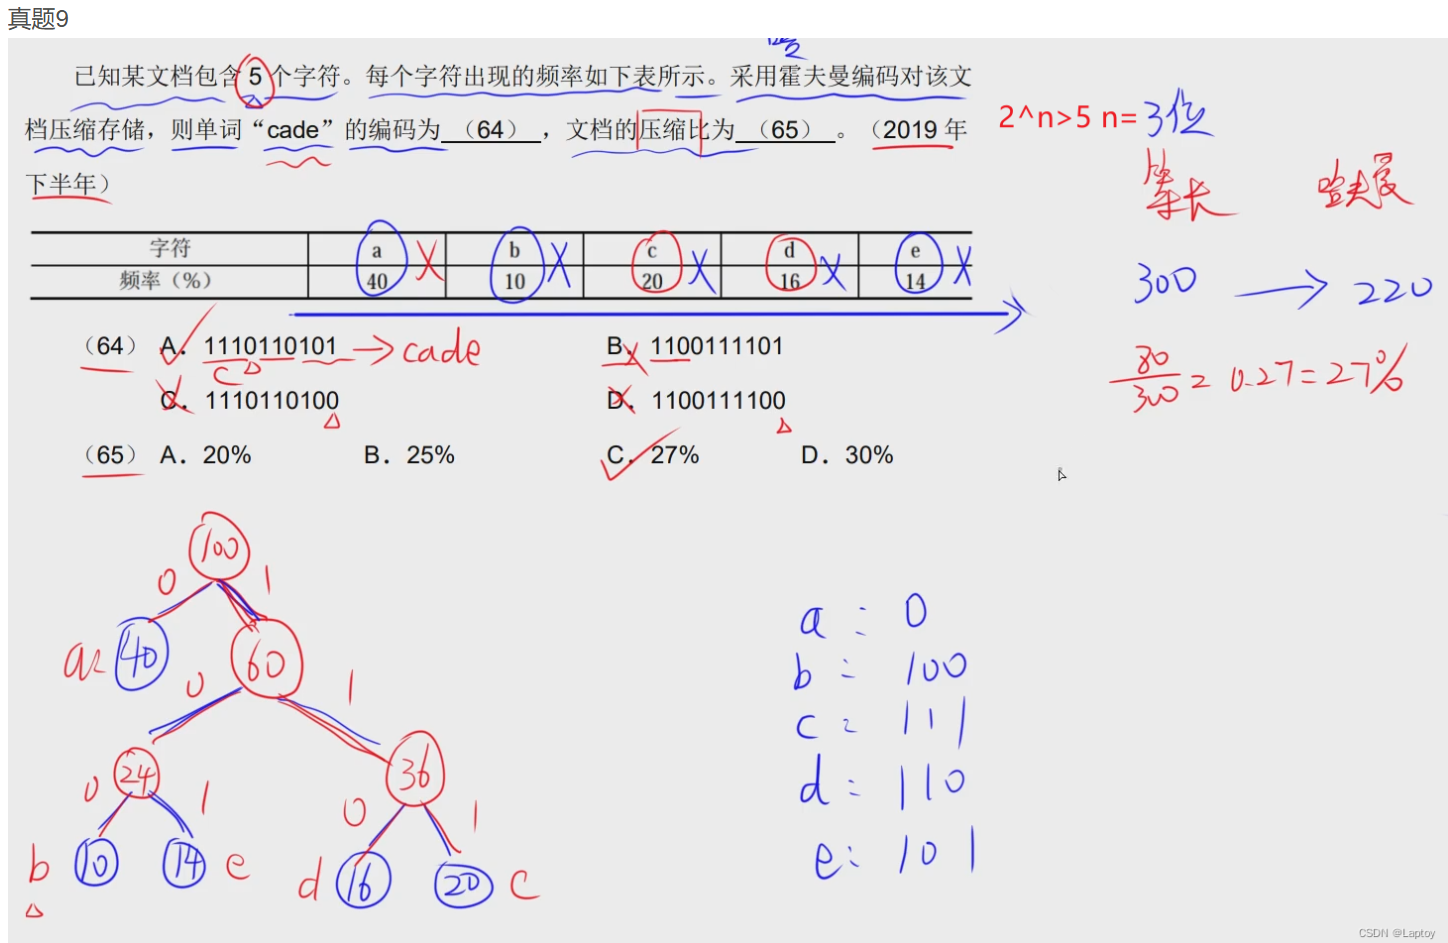 真题9
已知某文档包含5个字符。每个字符出现的频率如下表所示。采用霍夫曼编码对该文
档压缩存储，则单词“cade”的编码为 （64） ，文档的压缩比为 （65） 。（2019年
下半年）
2^n>5 n= 3位
等长 哈夫曼
字符 a b c d e
频率（%） 40 10 20 16 14
X X X X X
300 → 220
（64） A. 1110110101 → cade B. 1100111101
C
80/300 = 0.27 = 27%
C. 1110110100 D. 1100111100
（65） A. 20% B. 25% C. 27% D. 30%
100
0 1
a: 40 60
0 1
24 36
0 1 0 1
b 10 14 e d 16 20 c
a: 0
b: 100
c: 111
d: 110
e: 101
CSDN @Laptoy